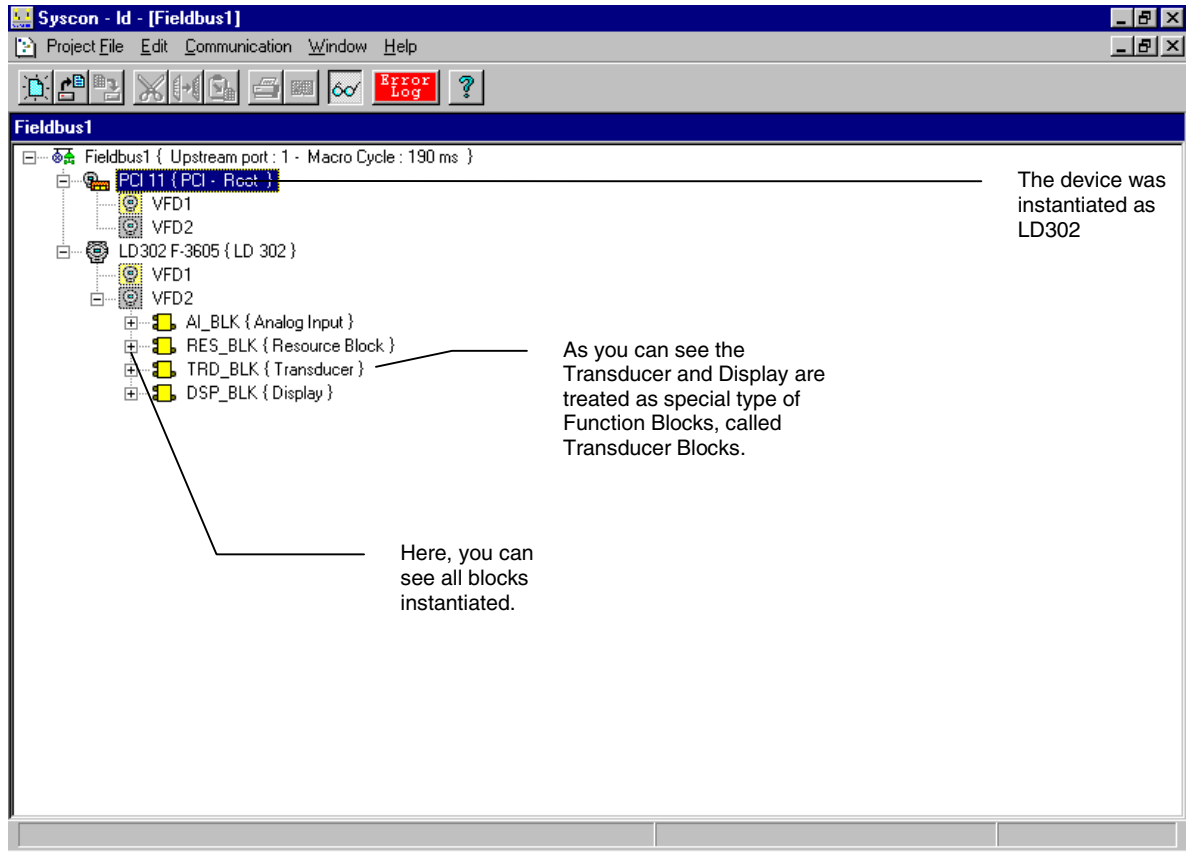 Syscon - ld - [Fieldbus1]
Project File Edit Communication Window Help
Error
Log
?
Fieldbus1
Fieldbus1 { Upstream port : 1 - Macro Cycle : 190 ms }
PCI 11 { PCI - Root }
VFD1
VFD2
LD302 F-3605 { LD 302 }
VFD1
VFD2
AI_BLK { Analog Input }
RES_BLK { Resource Block }
TRD_BLK { Transducer }
DSP_BLK { Display }
The device was
instantiated as
LD302
As you can see the
Transducer and Display are
treated as special type of
Function Blocks, called
Transducer Blocks.
Here, you can
see all blocks
instantiated.